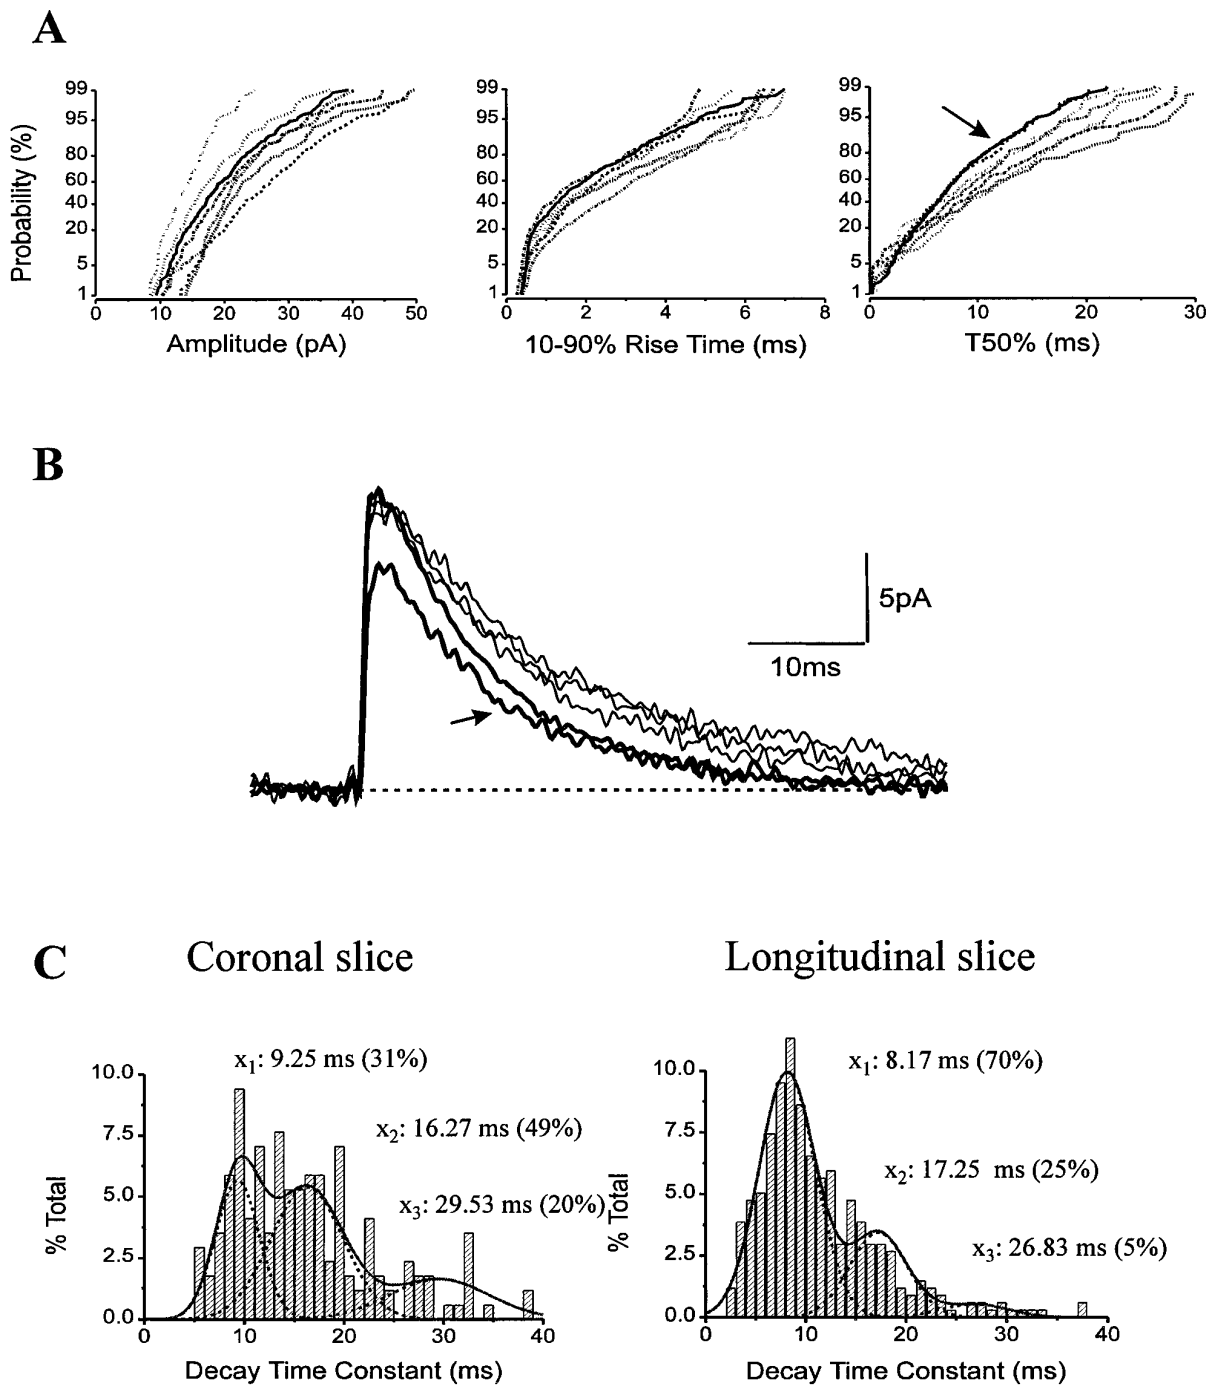 A
Probability (%)
99
95
80
60
40
20
5
1
0 10 20 30 40 50
Amplitude (pA)
99
95
80
60
40
20
5
1
0 2 4 6 8
10-90% Rise Time (ms)
99
95
80
60
40
20
5
1
0 10 20 30
T50% (ms)
B
5pA
10ms
C
Coronal slice
x1: 9.25 ms (31%)
x2: 16.27 ms (49%)
x3: 29.53 ms (20%)
% Total
10.0
7.5
5.0
2.5
0.0
0 10 20 30 40
Decay Time Constant (ms)
Longitudinal slice
x1: 8.17 ms (70%)
x2: 17.25 ms (25%)
x3: 26.83 ms (5%)
% Total
10.0
7.5
5.0
2.5
0.0
0 10 20 30 40
Decay Time Constant (ms)